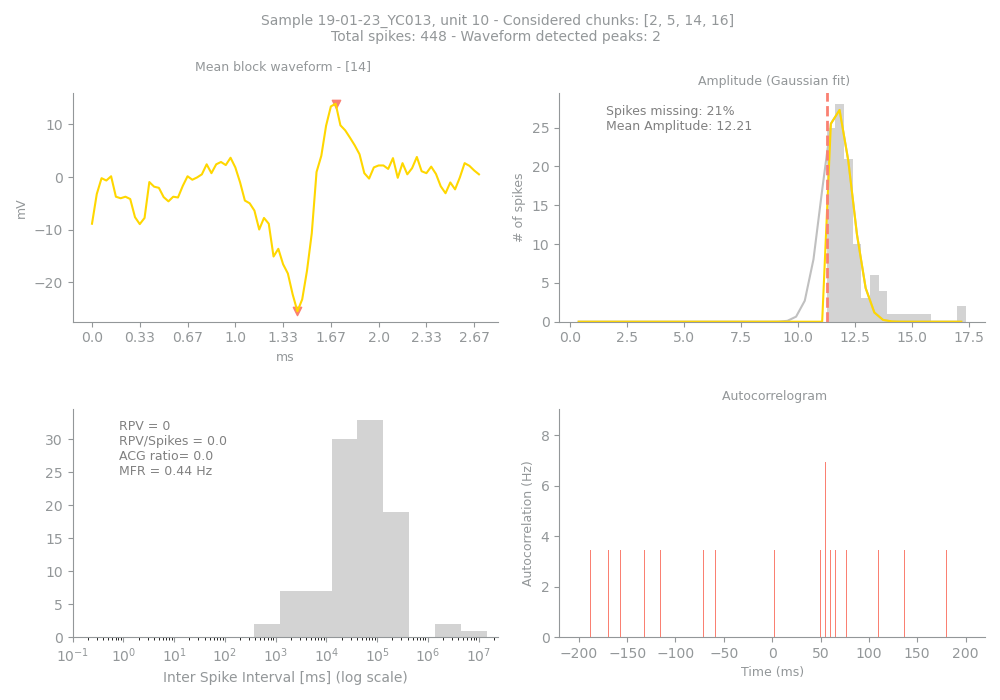 Sample 19-01-23_YC013, unit 10 - Considered chunks: [2, 5, 14, 16]
Total spikes: 448 - Waveform detected peaks: 2
Mean block waveform - [14]
10
0
−10
−20
mV
0.0 0.33 0.67 1.0 1.33 1.67 2.0 2.33 2.67
ms
Amplitude (Gaussian fit)
Spikes missing: 21%
Mean Amplitude: 12.21
25
20
15
10
5
0
# of spikes
0.0 2.5 5.0 7.5 10.0 12.5 15.0 17.5
RPV = 0
RPV/Spikes = 0.0
ACG ratio= 0.0
MFR = 0.44 Hz
30
25
20
15
10
5
0
10⁻¹ 10⁰ 10¹ 10² 10³ 10⁴ 10⁵ 10⁶ 10⁷
Inter Spike Interval [ms] (log scale)
Autocorrelogram
8
6
4
2
0
Autocorrelation (Hz)
−200 −150 −100 −50 0 50 100 150 200
Time (ms)